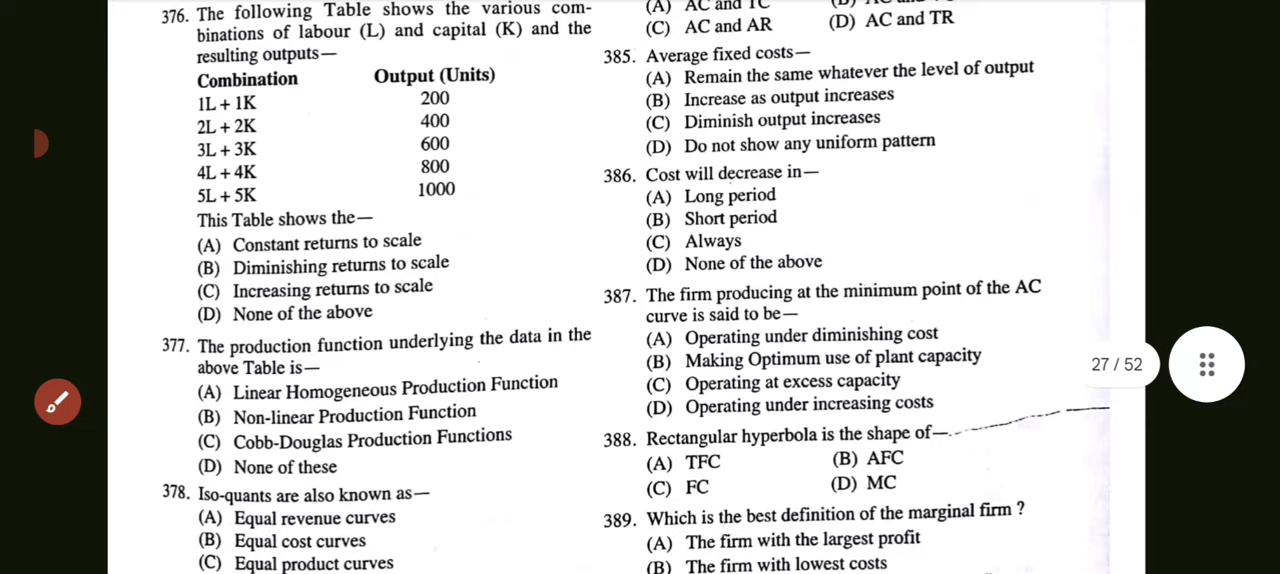 376. The following Table shows the various com-
binations of labour (L) and capital (K) and the
resulting outputs—
Combination Output (Units)
1L + 1K 200
2L + 2K 400
3L + 3K 600
4L + 4K 800
5L + 5K 1000
This Table shows the—
(A) Constant returns to scale
(B) Diminishing returns to scale
(C) Increasing returns to scale
(D) None of the above
377. The production function underlying the data in the
above Table is—
(A) Linear Homogeneous Production Function
(B) Non-linear Production Function
(C) Cobb-Douglas Production Functions
(D) None of these
378. Iso-quants are also known as—
(A) Equal revenue curves
(B) Equal cost curves
(C) Equal product curves
(A) AC and TC
(C) AC and AR (D) AC and TR
385. Average fixed costs—
(A) Remain the same whatever the level of output
(B) Increase as output increases
(C) Diminish output increases
(D) Do not show any uniform pattern
386. Cost will decrease in—
(A) Long period
(B) Short period
(C) Always
(D) None of the above
387. The firm producing at the minimum point of the AC
curve is said to be—
(A) Operating under diminishing cost
(B) Making Optimum use of plant capacity
(C) Operating at excess capacity
(D) Operating under increasing costs
388. Rectangular hyperbola is the shape of—
(A) TFC (B) AFC
(C) FC (D) MC
389. Which is the best definition of the marginal firm ?
(A) The firm with the largest profit
(B) The firm with lowest costs
27 / 52